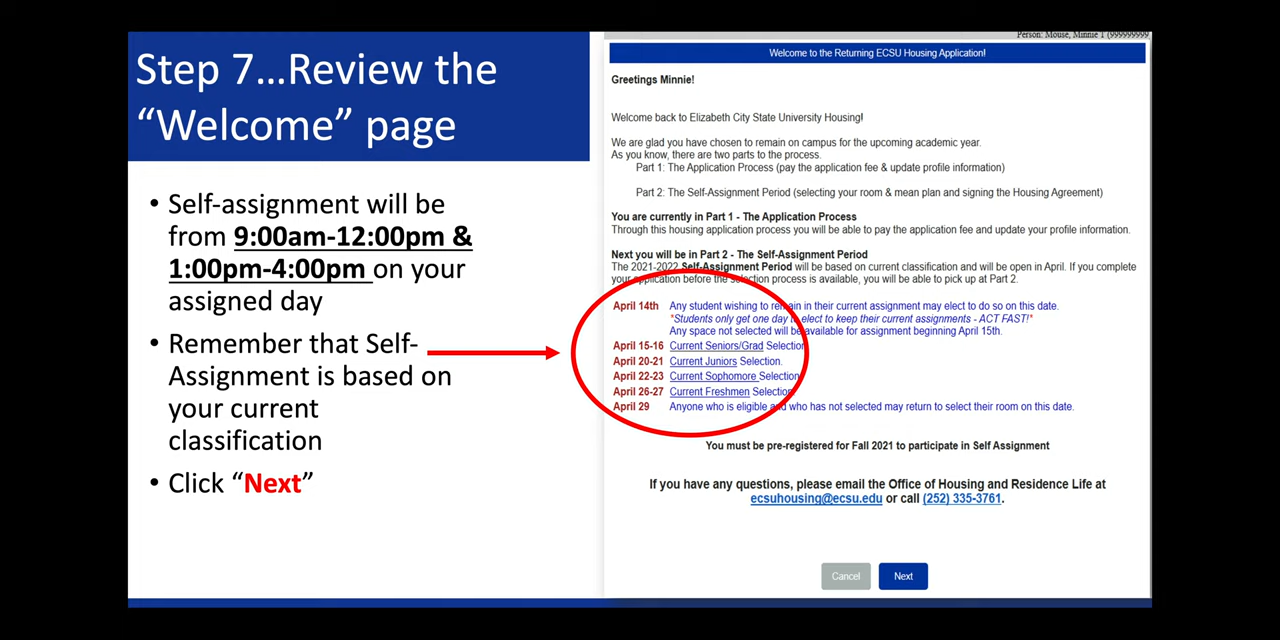 Person: Mouse, Minnie T (999999999
Step 7...Review the
“Welcome” page
• Self-assignment will be
from 9:00am-12:00pm &
1:00pm-4:00pm on your
assigned day
• Remember that Self-
Assignment is based on
your current
classification
• Click “Next”
Welcome to the Returning ECSU Housing Application!
Greetings Minnie!
Welcome back to Elizabeth City State University Housing!
We are glad you have chosen to remain on campus for the upcoming academic year.
As you know, there are two parts to the process.
Part 1: The Application Process (pay the application fee & update profile information)
Part 2: The Self-Assignment Period (selecting your room & mean plan and signing the Housing Agreement)
You are currently in Part 1 - The Application Process
Through this housing application process you will be able to pay the application fee and update your profile information.
Next you will be in Part 2 - The Self-Assignment Period
The 2021-2022 Self-Assignment Period will be based on current classification and will be open in April. If you complete
your application before the selection process is available, you will be able to pick up at Part 2.
April 14th Any student wishing to remain in their current assignment may elect to do so on this date.
*Students only get one day to elect to keep their current assignments - ACT FAST!*
Any space not selected will be available for assignment beginning April 15th.
April 15-16 Current Seniors/Grad Selection
April 20-21 Current Juniors Selection.
April 22-23 Current Sophomore Selection
April 26-27 Current Freshmen Selection
April 29 Anyone who is eligible and who has not selected may return to select their room on this date.
You must be pre-registered for Fall 2021 to participate in Self Assignment
If you have any questions, please email the Office of Housing and Residence Life at
ecsuhousing@ecsu.edu or call (252) 335-3761.
Cancel Next